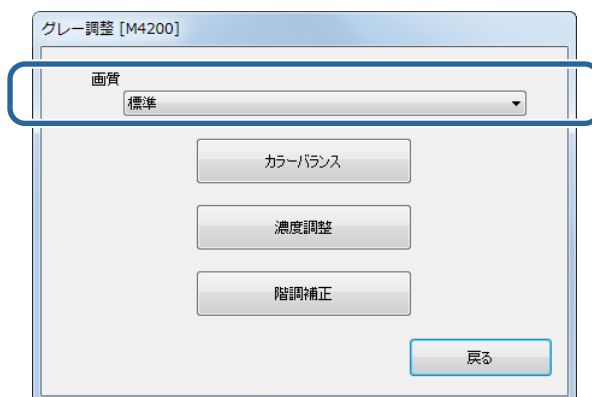 グレー調整 [M4200]
画質
標準
カラーバランス
濃度調整
階調補正
戻る